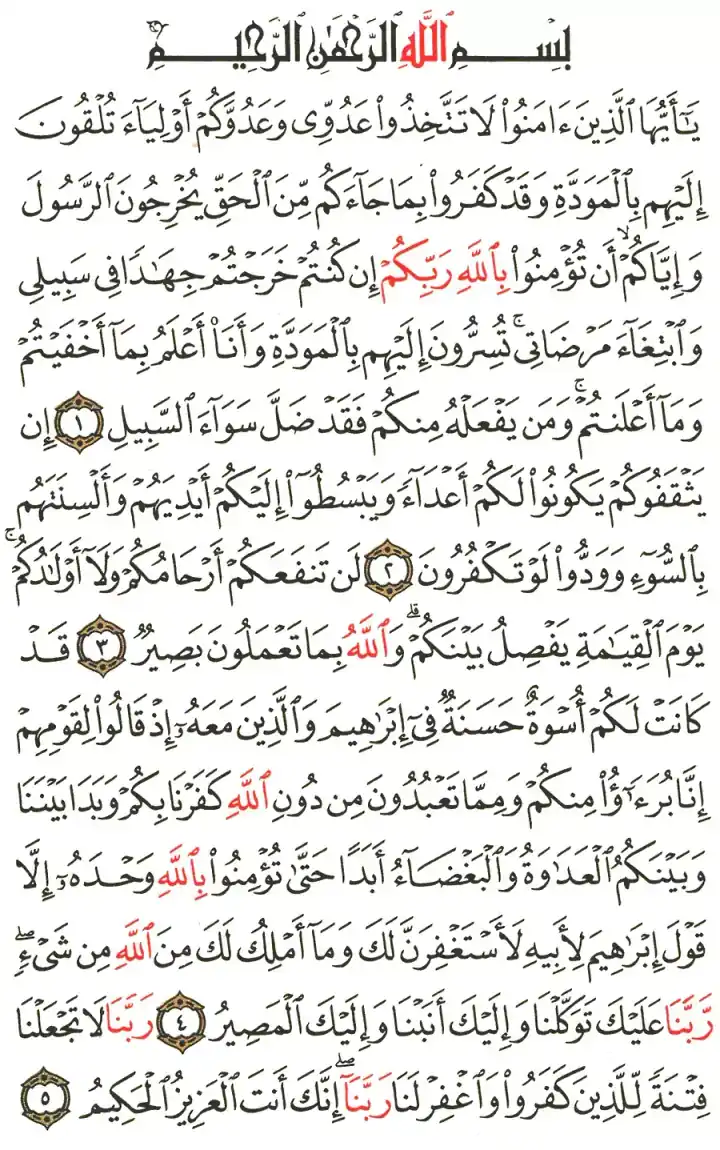 بِسْمِ ٱللَّهِ ٱلرَّحْمَٰنِ ٱلرَّحِيمِ
يَٰٓأَيُّهَا ٱلَّذِينَ ءَامَنُوا۟ لَا تَتَّخِذُوا۟ عَدُوِّى وَعَدُوَّكُمْ أَوْلِيَآءَ تُلْقُونَ
إِلَيْهِم بِٱلْمَوَدَّةِ وَقَدْ كَفَرُوا۟ بِمَا جَآءَكُم مِّنَ ٱلْحَقِّ يُخْرِجُونَ ٱلرَّسُولَ
وَإِيَّاكُمْ ۙ أَن تُؤْمِنُوا۟ بِٱللَّهِ رَبِّكُمْ إِن كُنتُمْ خَرَجْتُمْ جِهَٰدًا فِى سَبِيلِى
وَٱبْتِغَآءَ مَرْضَاتِى ۚ تُسِرُّونَ إِلَيْهِم بِٱلْمَوَدَّةِ وَأَنَا۠ أَعْلَمُ بِمَآ أَخْفَيْتُمْ
وَمَآ أَعْلَنتُمْ ۚ وَمَن يَفْعَلْهُ مِنكُمْ فَقَدْ ضَلَّ سَوَآءَ ٱلسَّبِيلِ ١ إِن
يَثْقَفُوكُمْ يَكُونُوا۟ لَكُمْ أَعْدَآءً وَيَبْسُطُوٓا۟ إِلَيْكُمْ أَيْدِيَهُمْ وَأَلْسِنَتَهُم
بِٱلسُّوٓءِ وَوَدُّوا۟ لَوْ تَكْفُرُونَ ٢ لَن تَنفَعَكُمْ أَرْحَامُكُمْ وَلَآ أَوْلَٰدُكُمْ ۚ
يَوْمَ ٱلْقِيَٰمَةِ يَفْصِلُ بَيْنَكُمْ ۚ وَٱللَّهُ بِمَا تَعْمَلُونَ بَصِيرٌ ٣ قَدْ
كَانَتْ لَكُمْ أُسْوَةٌ حَسَنَةٌ فِىٓ إِبْرَٰهِيمَ وَٱلَّذِينَ مَعَهُۥٓ إِذْ قَالُوا۟ لِقَوْمِهِمْ
إِنَّا بُرَءَٰٓؤُا۟ مِنكُمْ وَمِمَّا تَعْبُدُونَ مِن دُونِ ٱللَّهِ كَفَرْنَا بِكُمْ وَبَدَا بَيْنَنَا
وَبَيْنَكُمُ ٱلْعَدَٰوَةُ وَٱلْبَغْضَآءُ أَبَدًا حَتَّىٰ تُؤْمِنُوا۟ بِٱللَّهِ وَحْدَهُۥٓ إِلَّا
قَوْلَ إِبْرَٰهِيمَ لِأَبِيهِ لَأَسْتَغْفِرَنَّ لَكَ وَمَآ أَمْلِكُ لَكَ مِنَ ٱللَّهِ مِن شَىْءٍ ۖ
رَّبَّنَا عَلَيْكَ تَوَكَّلْنَا وَإِلَيْكَ أَنَبْنَا وَإِلَيْكَ ٱلْمَصِيرُ ٤ رَبَّنَا لَا تَجْعَلْنَا
فِتْنَةً لِّلَّذِينَ كَفَرُوا۟ وَٱغْفِرْ لَنَا رَبَّنَآ ۖ إِنَّكَ أَنتَ ٱلْعَزِيزُ ٱلْحَكِيمُ ٥